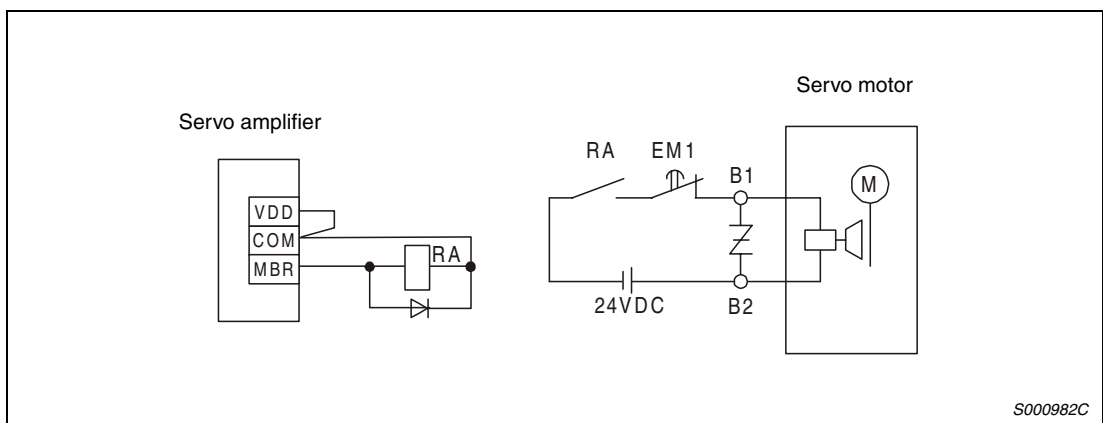 Servo motor
Servo amplifier
RA EM1
B1
M
VDD
COM
RA
MBR
24VDC
B2
S000982C